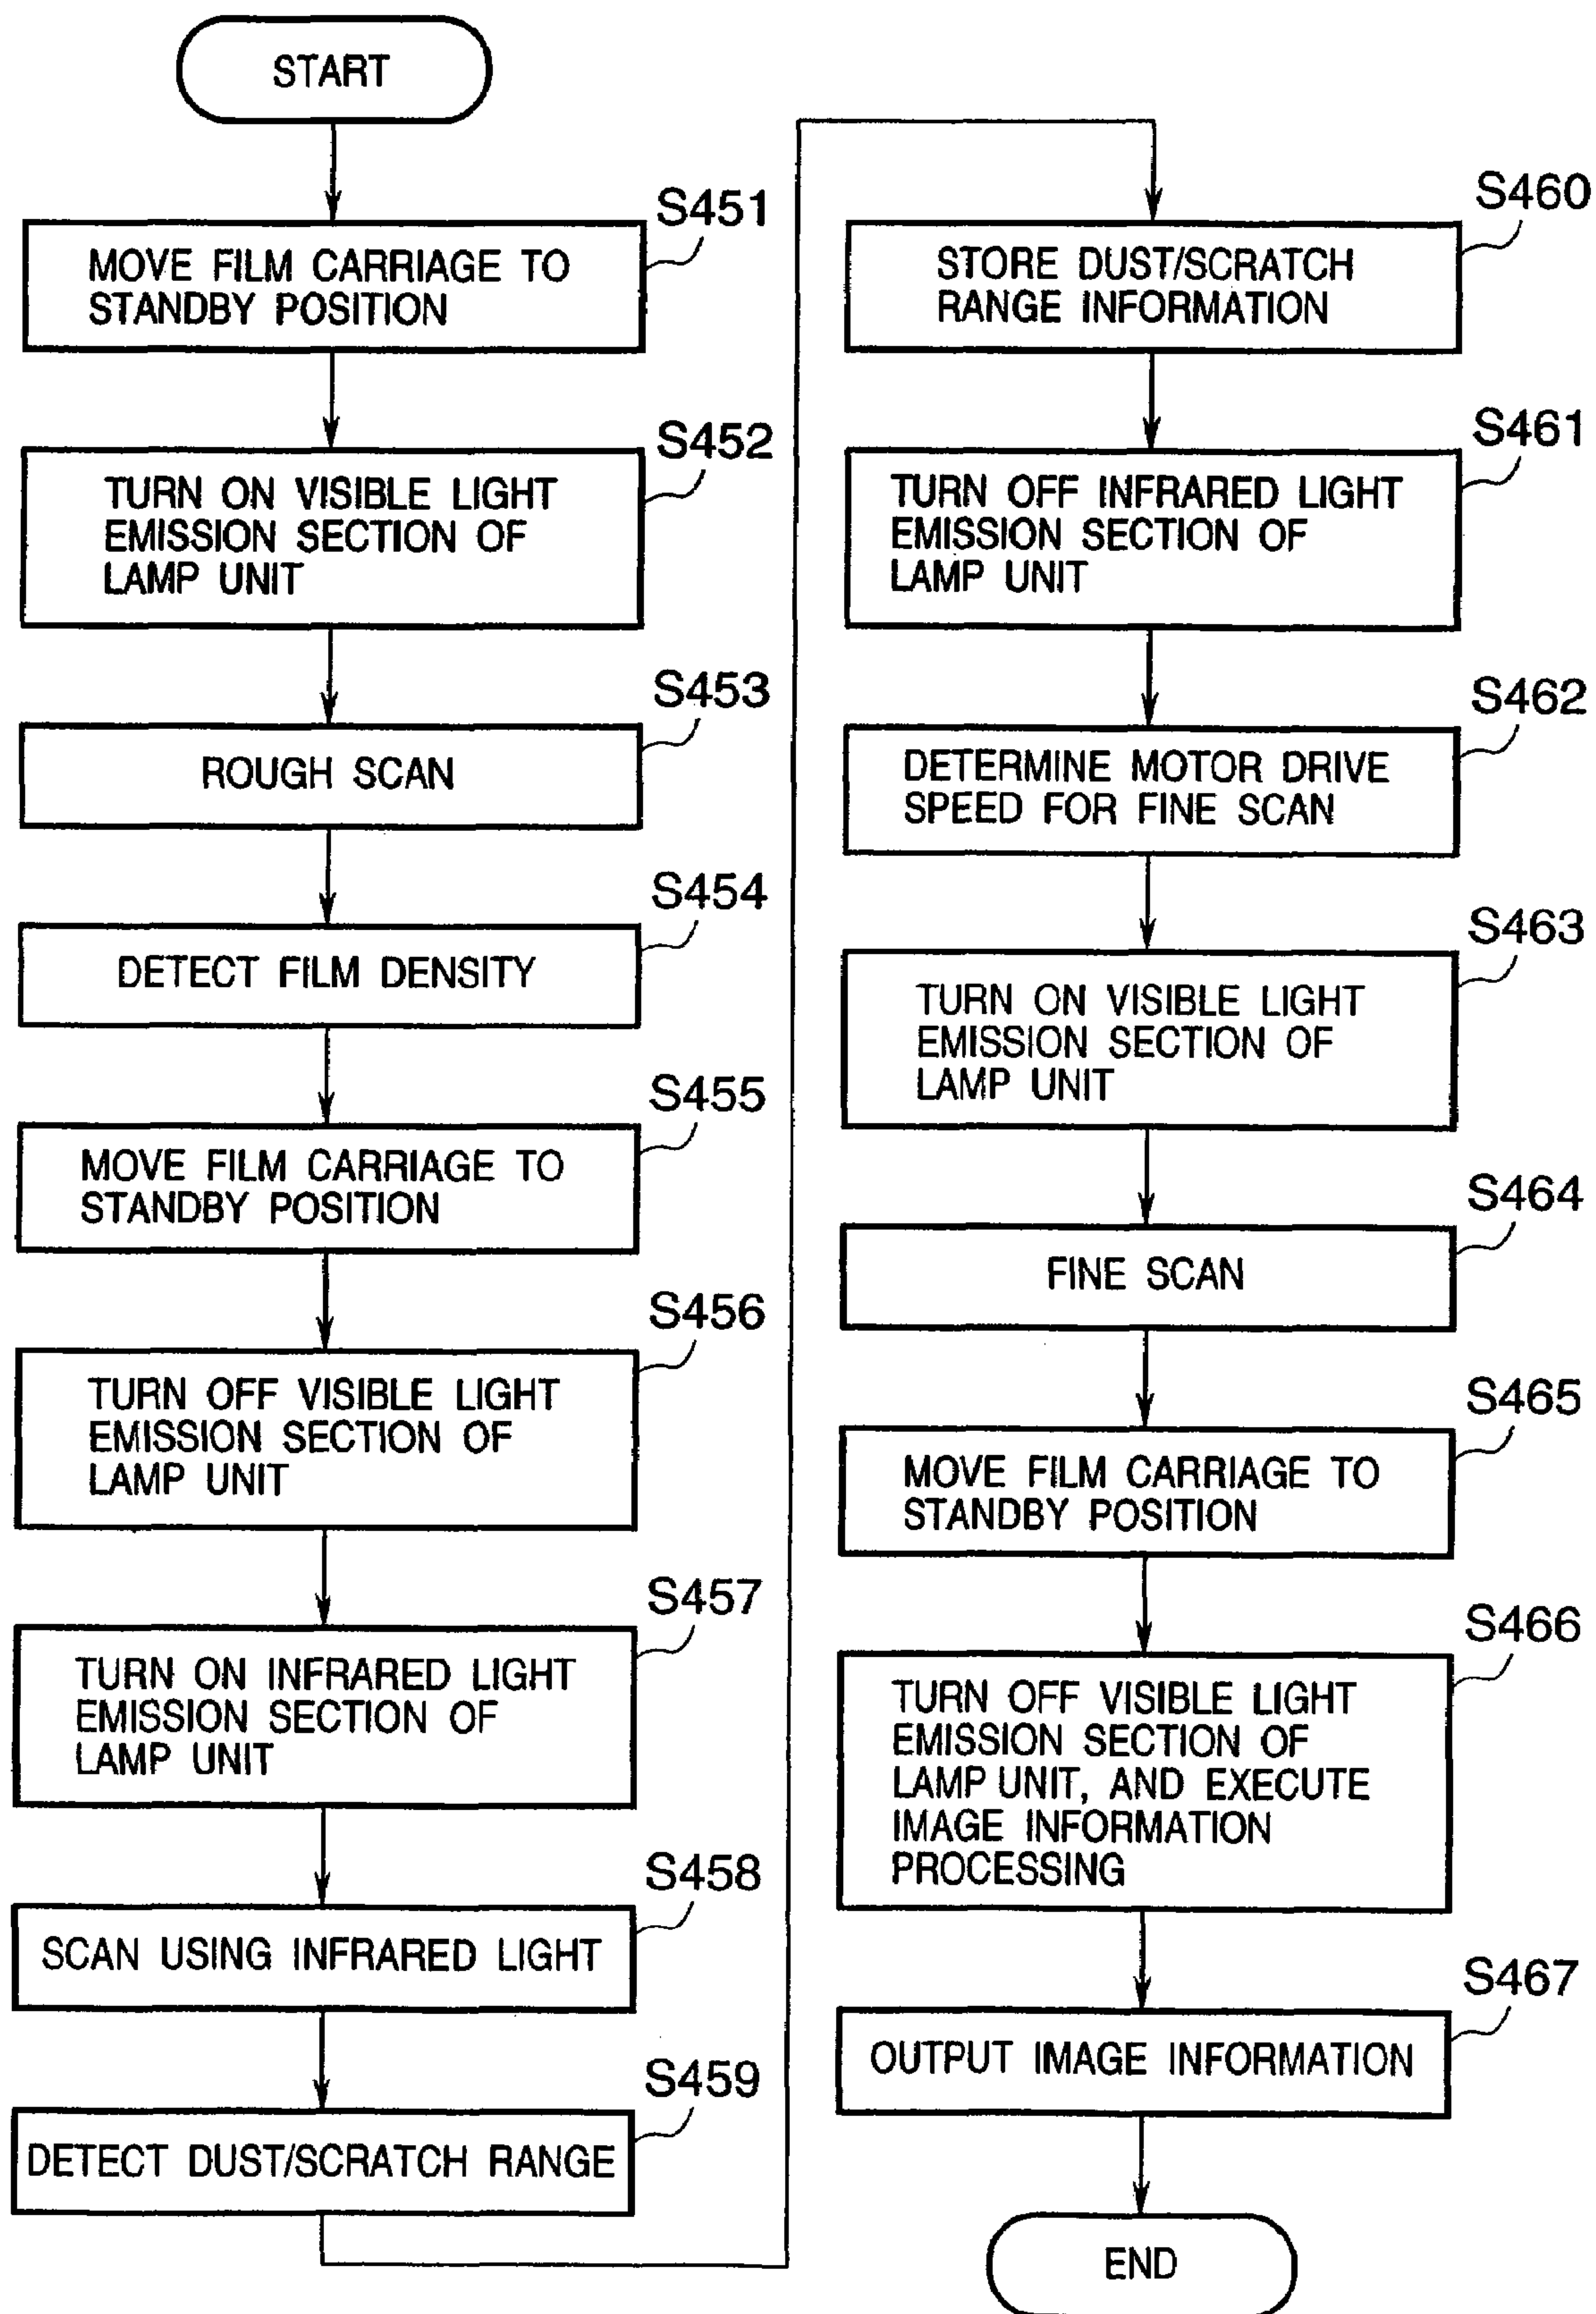 START
S451
MOVE FILM CARRIAGE TO
STANDBY POSITION
S452
TURN ON VISIBLE LIGHT
EMISSION SECTION OF
LAMP UNIT
S453
ROUGH SCAN
S454
DETECT FILM DENSITY
S455
MOVE FILM CARRIAGE TO
STANDBY POSITION
S456
TURN OFF VISIBLE LIGHT
EMISSION SECTION OF
LAMP UNIT
S457
TURN ON INFRARED LIGHT
EMISSION SECTION OF
LAMP UNIT
S458
SCAN USING INFRARED LIGHT
S459
DETECT DUST/SCRATCH RANGE
S460
STORE DUST/SCRATCH
RANGE INFORMATION
S461
TURN OFF INFRARED LIGHT
EMISSION SECTION OF
LAMP UNIT
S462
DETERMINE MOTOR DRIVE
SPEED FOR FINE SCAN
S463
TURN ON VISIBLE LIGHT
EMISSION SECTION OF
LAMP UNIT
S464
FINE SCAN
S465
MOVE FILM CARRIAGE TO
STANDBY POSITION
S466
TURN OFF VISIBLE LIGHT
EMISSION SECTION OF
LAMP UNIT, AND EXECUTE
IMAGE INFORMATION
PROCESSING
S467
OUTPUT IMAGE INFORMATION
END